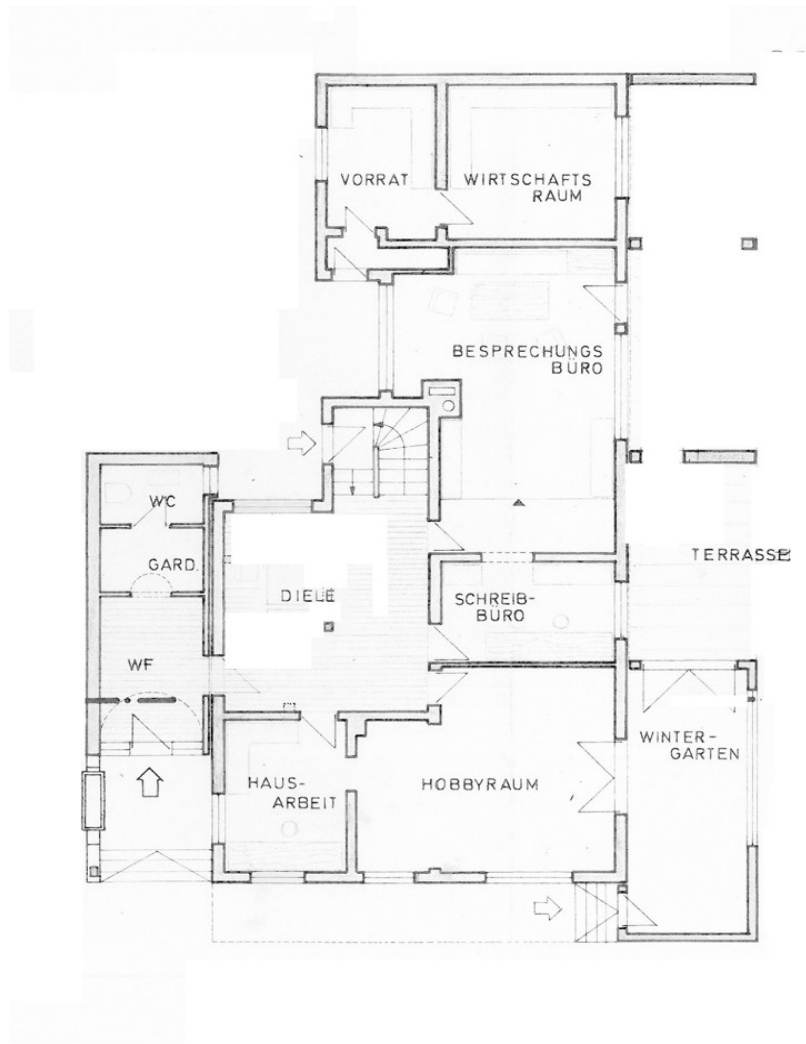 VORRAT
WIRTSCHAFTS
RAUM
BESPRECHUNGS
BÜRO
WC
GARD.
TERRASSE
DIELE
SCHREIB-
BÜRO
WF
WINTER-
GARTEN
HAUS-
ARBEIT
HOBBYRAUM